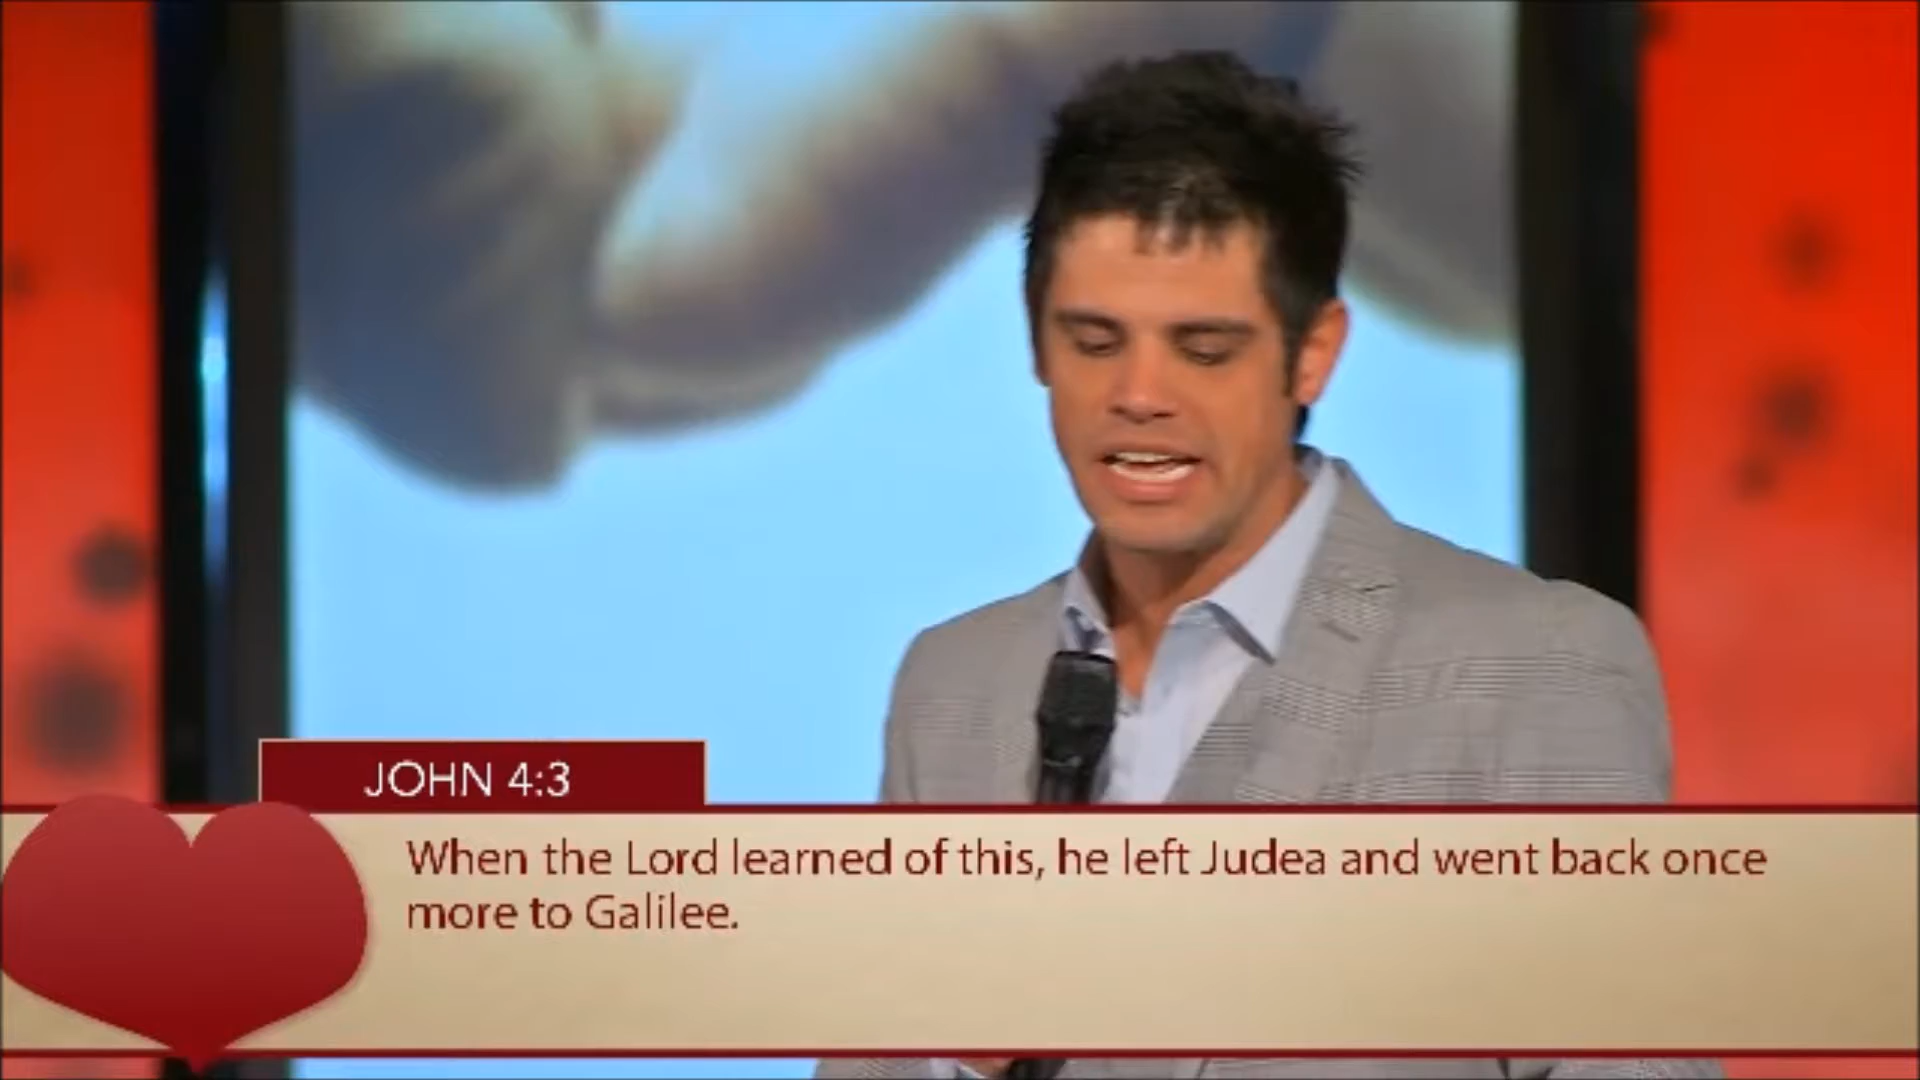 JOHN 4:3
When the Lord learned of this, he left Judea and went back once
more to Galilee.